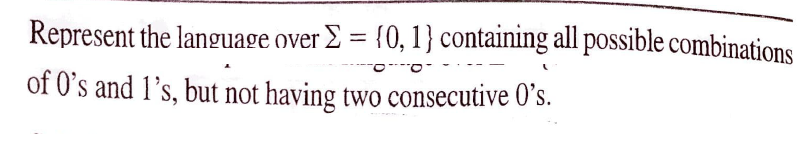 Represent the language over Σ = {0, 1} containing all possible combinations
of 0's and 1's, but not having two consecutive 0's.